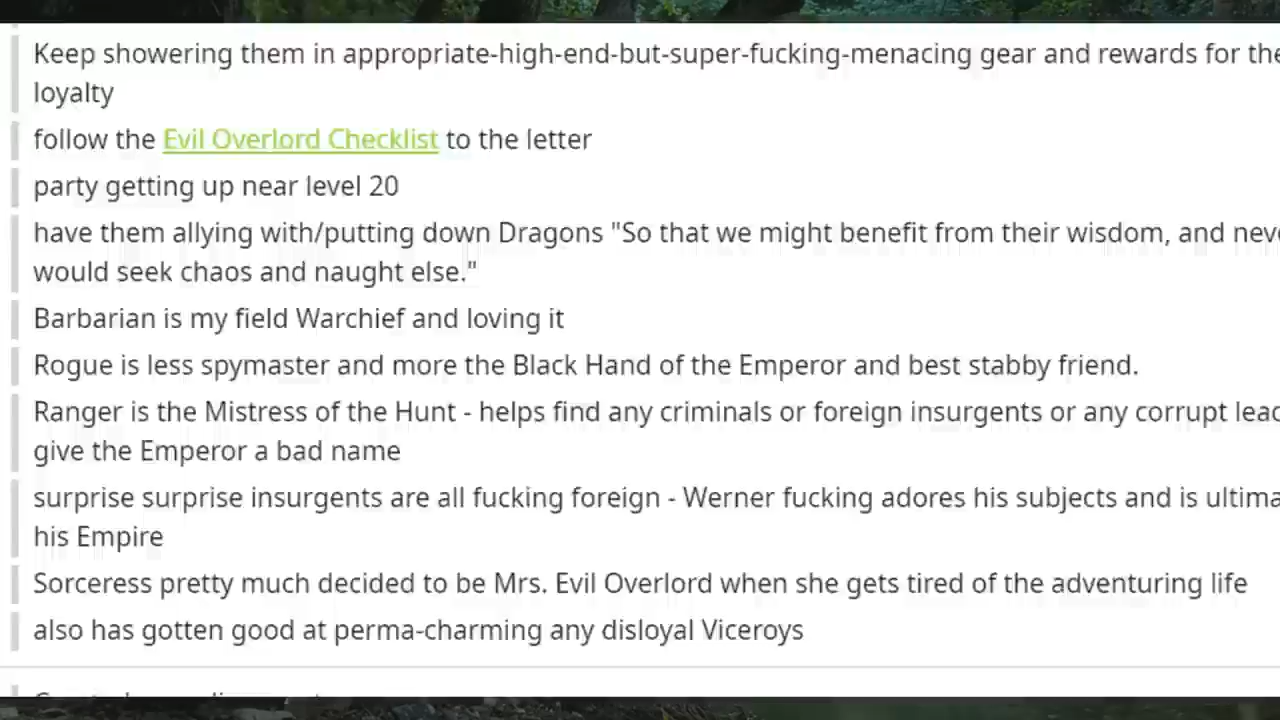 Keep showering them in appropriate-high-end-but-super-fucking-menacing gear and rewards for
loyalty
follow the Evil Overlord Checklist to the letter
party getting up near level 20
have them allying with/putting down Dragons "So that we might benefit from their wisdom, and
would seek chaos and naught else."
Barbarian is my field Warchief and loving it
Rogue is less spymaster and more the Black Hand of the Emperor and best stabby friend.
Ranger is the Mistress of the Hunt - helps find any criminals or foreign insurgents or any corrupt
give the Emperor a bad name
surprise surprise insurgents are all fucking foreign - Werner fucking adores his subjects and is
his Empire
Sorceress pretty much decided to be Mrs. Evil Overlord when she gets tired of the adventuring life
also has gotten good at perma-charming any disloyal Viceroys